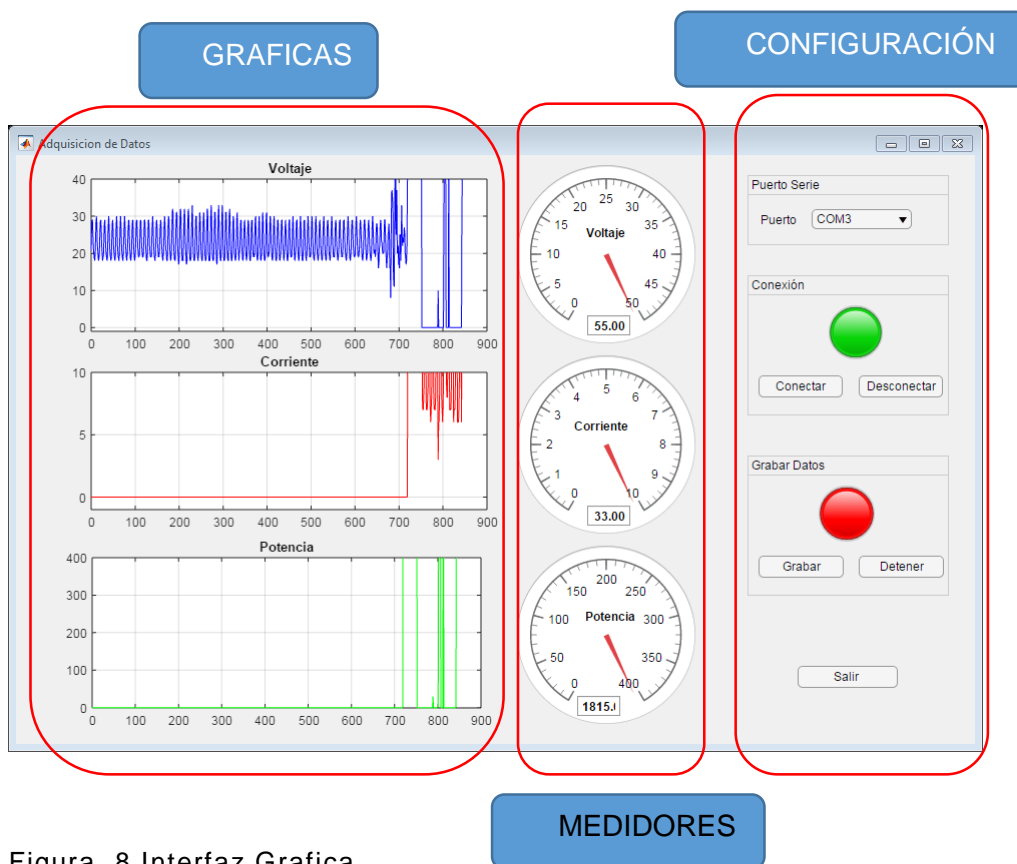 GRAFICAS
CONFIGURACIÓN
Adquisicion de Datos
Voltaje
40
30
20
10
0
0 100 200 300 400 500 600 700 800 900
Corriente
10
5
0
0 100 200 300 400 500 600 700 800 900
Potencia
400
300
200
100
0
0 100 200 300 400 500 600 700 800 900
Voltaje
0 5 10 15 20 25 30 35 40 45 50
55.00
Corriente
0 1 2 3 4 5 6 7 8 9 10
33.00
Potencia
0 50 100 150 200 250 300 350 400
1815.
Puerto Serie
Puerto COM3
Conexión
Conectar Desconectar
Grabar Datos
Grabar Detener
Salir
MEDIDORES
Figura 8 Interfaz Grafica